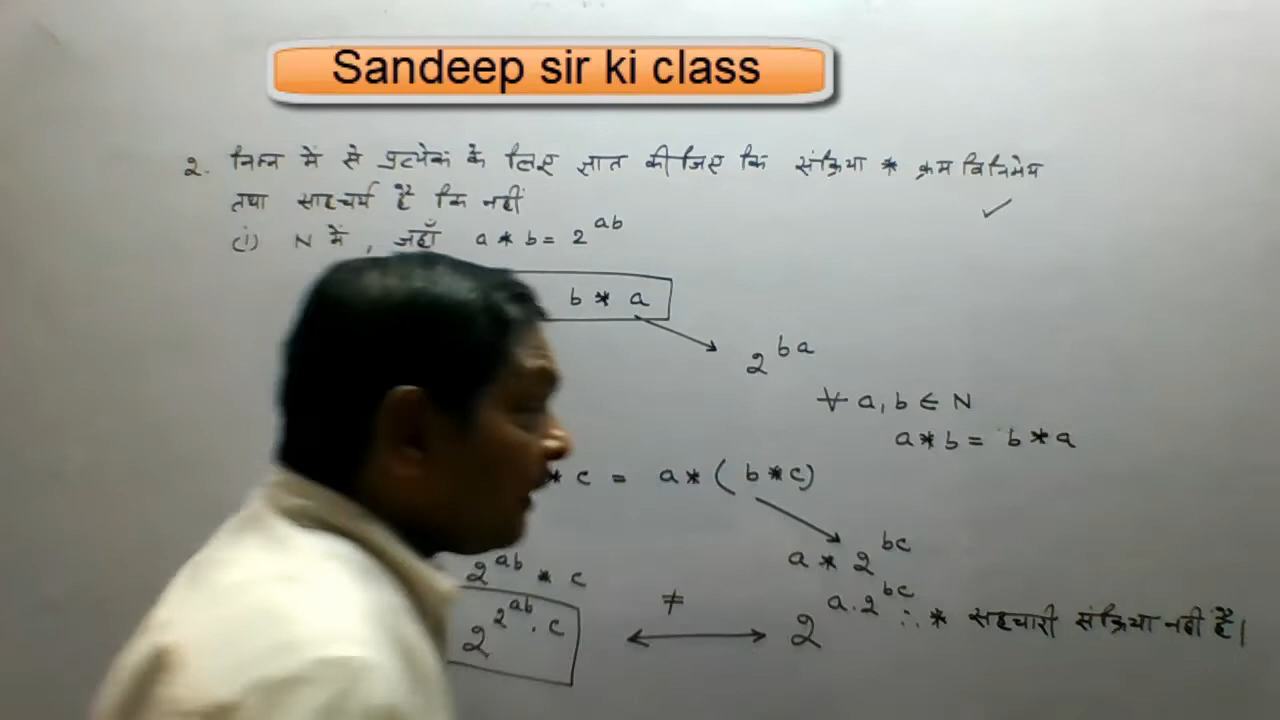 Sandeep sir ki class
2. निम्न में से प्रत्येक के लिए ज्ञात कीजिए कि संक्रिया * क्रम विनिमेय
तथा साहचर्य है कि नहीं ✓
(i) N में, जहाँ a * b = 2^{ab}
b * a
2^{ba}
∀ a, b ∈ N
a * b = b * a
* c = a * (b * c)
a * 2^{bc}
2^{ab} * c
2^{2^{ab}.c} ≠ 2^{a.2^{bc}} ∴ * सहचारी संक्रिया नहीं है।